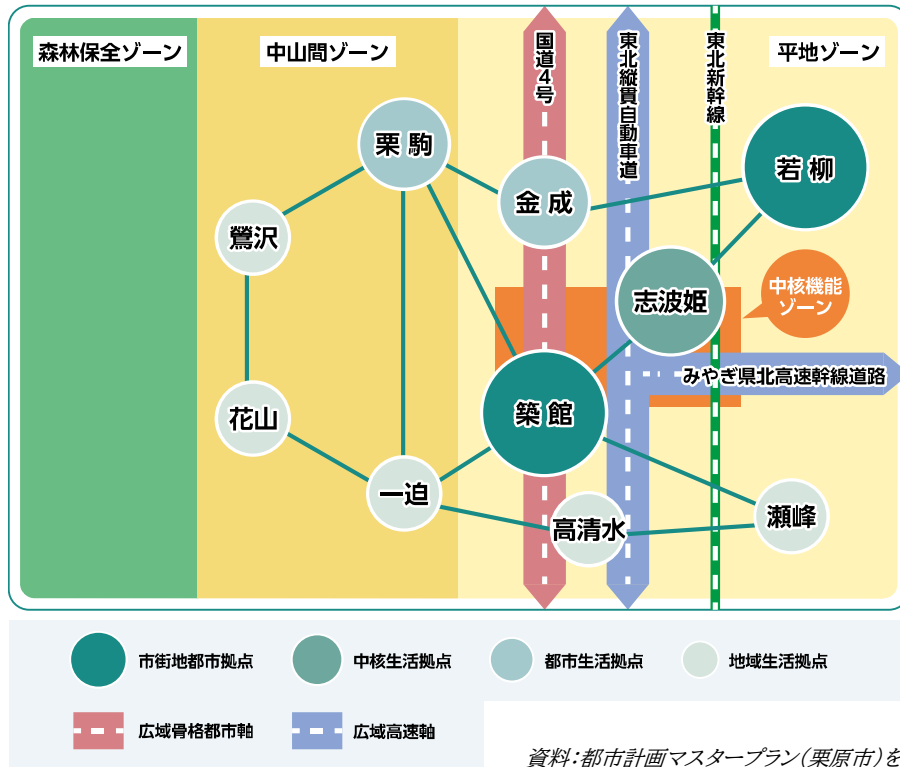 森林保全ゾーン
中山間ゾーン
国道4号
東北縦貫自動車道
東北新幹線
平地ゾーン
栗駒
若柳
金成
鶯沢
志波姫
中核機能
ゾーン
みやぎ県北高速幹線道路
築館
花山
一迫
高清水
瀬峰
市街地都市拠点
中核生活拠点
都市生活拠点
地域生活拠点
広域骨格都市軸
広域高速軸
資料：都市計画マスタープラン（栗原市）を